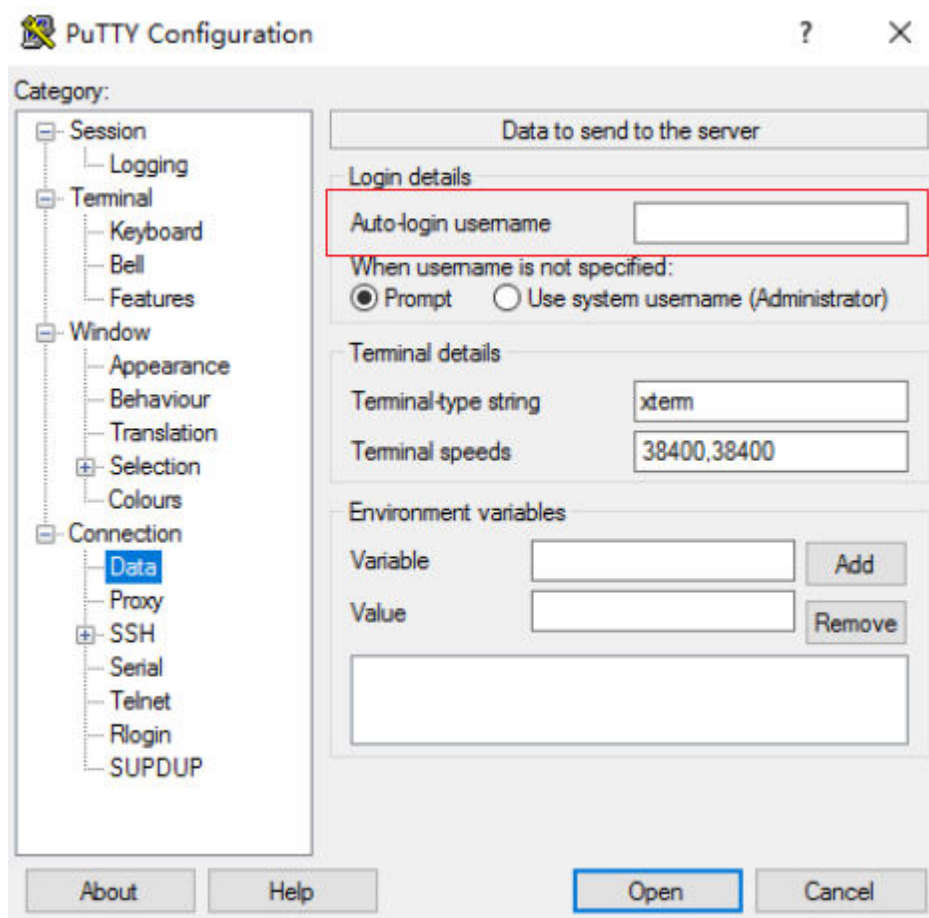 PuTTY Configuration ? ×
Category:
Session
Logging
Terminal
Keyboard
Bell
Features
Window
Appearance
Behaviour
Translation
Selection
Colours
Connection
Data
Proxy
SSH
Serial
Telnet
Rlogin
SUPDUP
Data to send to the server
Login details
Auto-login username
When username is not specified:
Prompt Use system username (Administrator)
Terminal details
Terminal-type string xterm
Terminal speeds 38400,38400
Environment variables
Variable Add
Value Remove
About Help Open Cancel